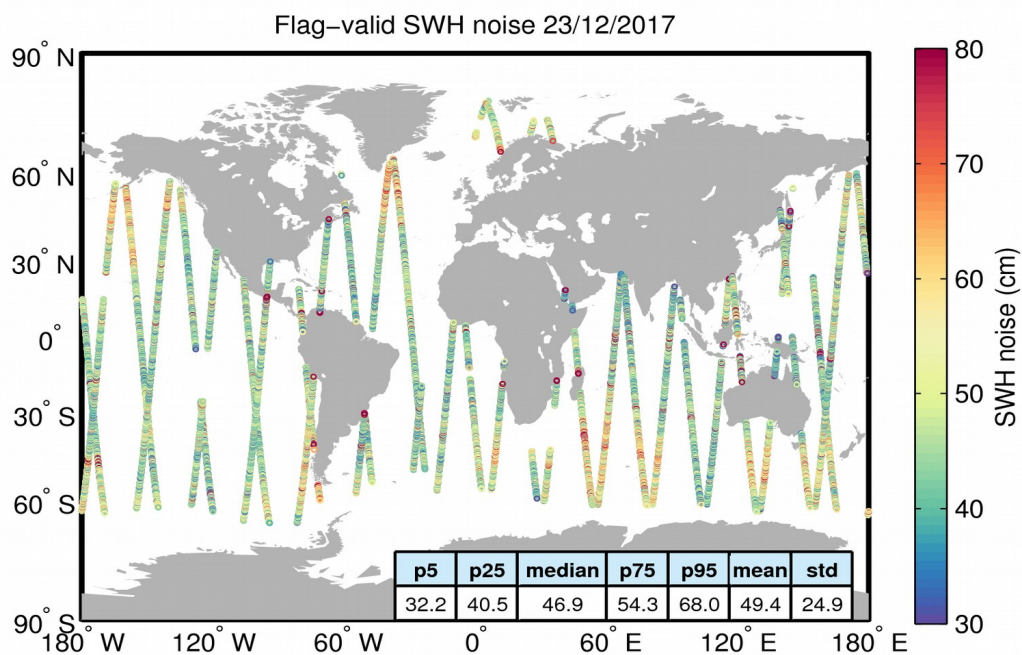 Flag−valid SWH noise 23/12/2017
90° N
60° N
30° N
0°
30° S
60° S
90° S
180° W 120° W 60° W 0° 60° E 120° E 180° E
p5 p25 median p75 p95 mean std
32.2 40.5 46.9 54.3 68.0 49.4 24.9
80
70
60
50
40
30
SWH noise (cm)